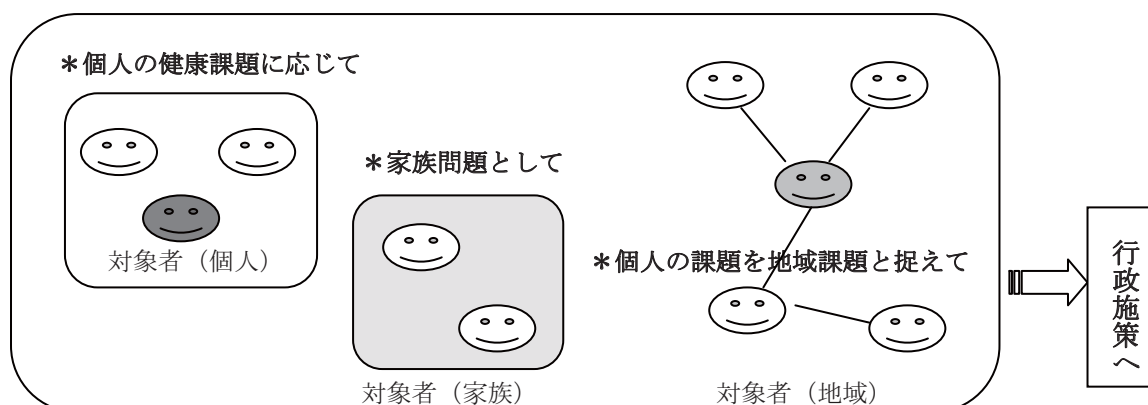 ＊個人の健康課題に応じて
対象者（個人）
＊家族問題として
対象者（家族）
＊個人の課題を地域課題と捉えて
対象者（地域）
行政施策へ